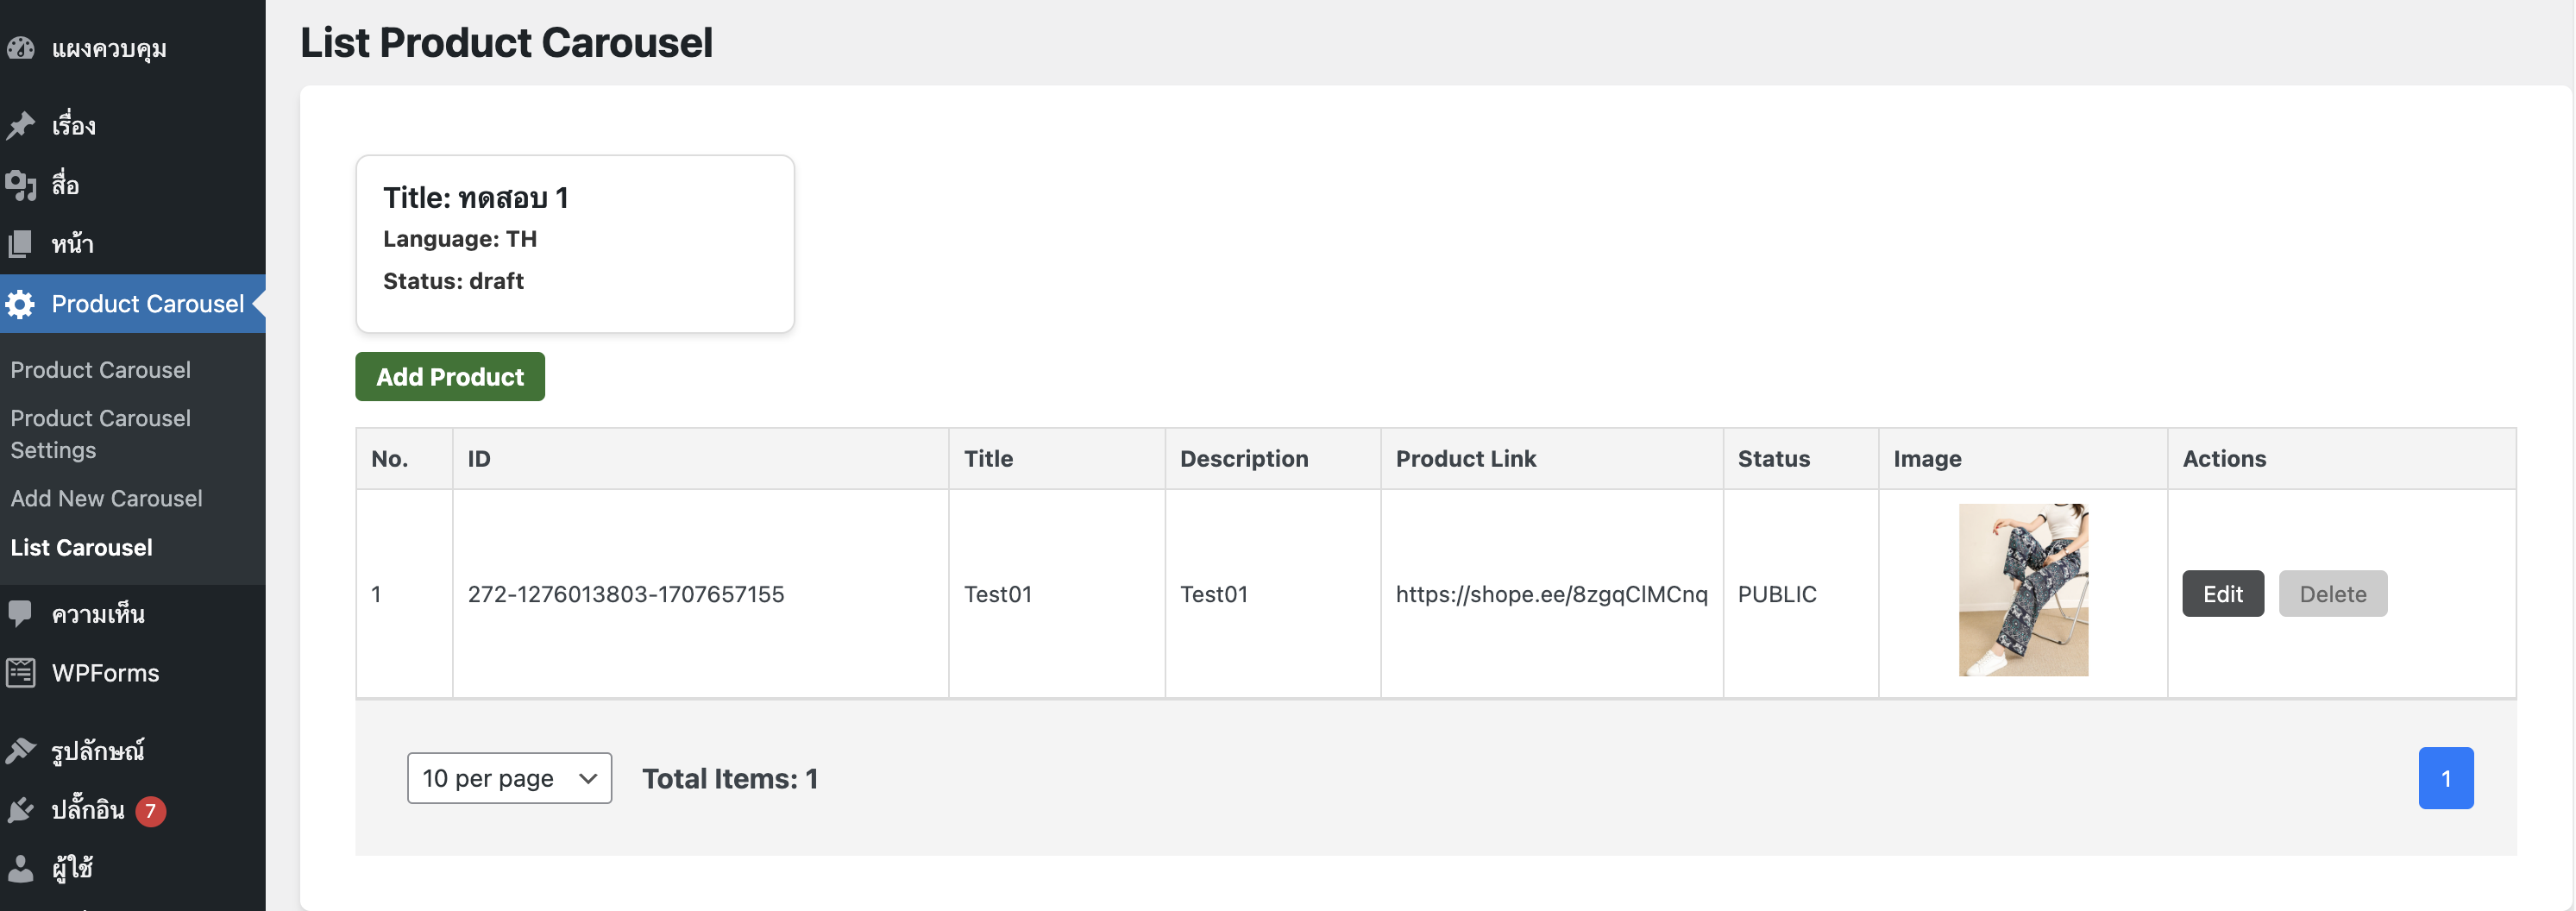 แผงควบคุม
เรื่อง
สื่อ
หน้า
Product Carousel
Product Carousel
Product Carousel
Settings
Add New Carousel
List Carousel
ความเห็น
WPForms
รูปลักษณ์
ปลั๊กอิน 7
ผู้ใช้
List Product Carousel
Title: ทดสอบ 1
Language: TH
Status: draft
Add Product
No. ID Title Description Product Link Status Image Actions
1 272-1276013803-1707657155 Test01 Test01 https://shope.ee/8zgqClMCnq PUBLIC Edit Delete
10 per page Total Items: 1 1